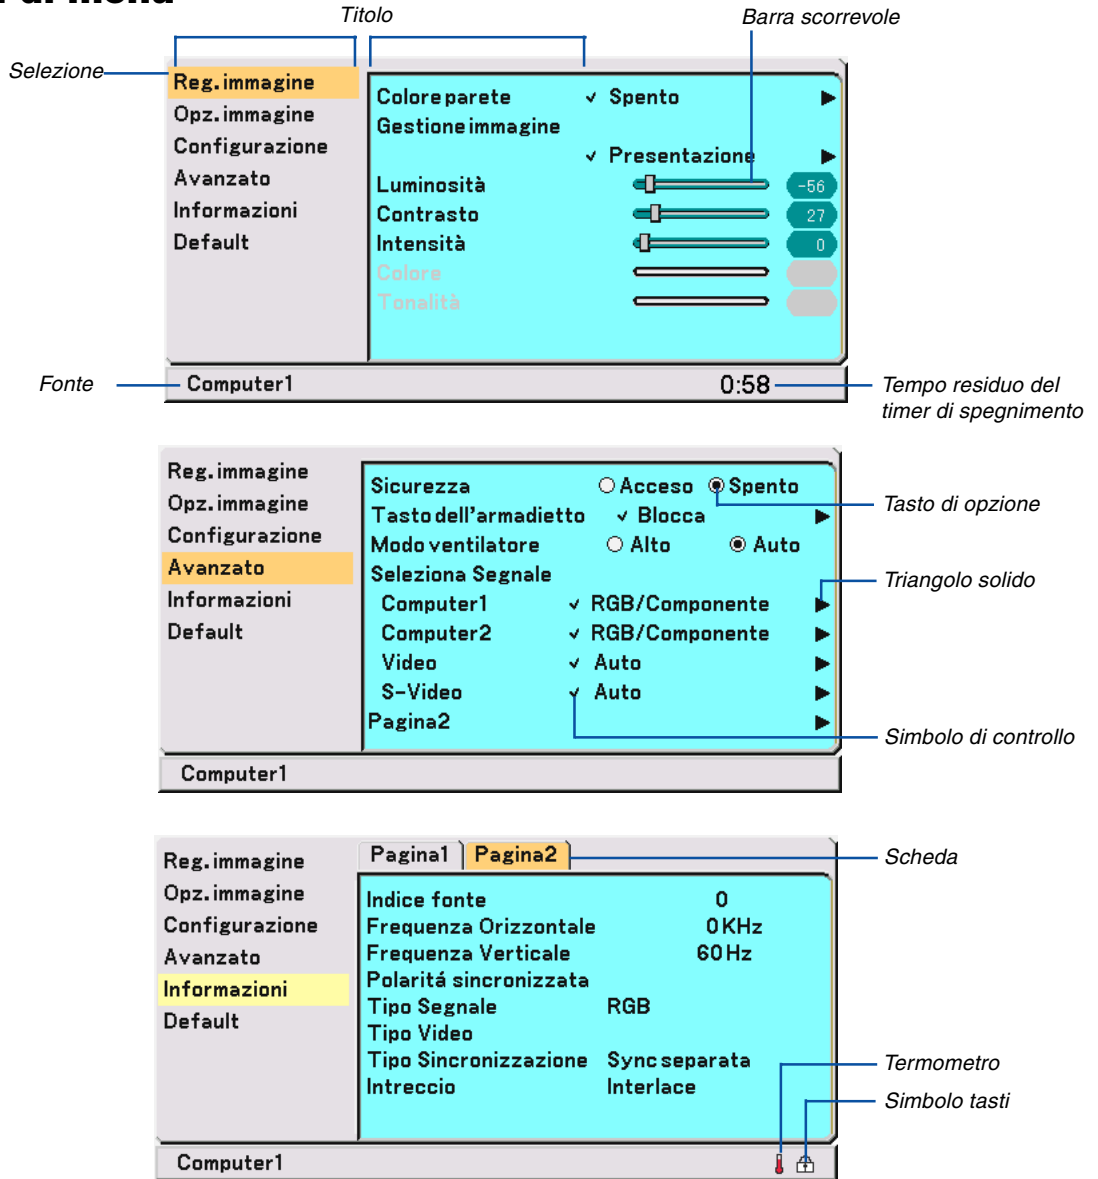 di menu
Titolo
Barra scorrevole
Selezione
Reg.immagine
Opz.immagine
Configurazione
Avanzato
Informazioni
Default
Colore parete ✓ Spento ▶
Gestione immagine
✓ Presentazione ▶
Luminosità -56
Contrasto 27
Intensità 0
Colore
Tonalità
Fonte
Computer1
0:58
Tempo residuo del
timer di spegnimento
Reg.immagine
Opz.immagine
Configurazione
Avanzato
Informazioni
Default
Sicurezza Acceso Spento
Tasto dell'armadietto ✓ Blocca ▶
Modo ventilatore Alto Auto
Seleziona Segnale
Computer1 ✓ RGB/Componente ▶
Computer2 ✓ RGB/Componente ▶
Video ✓ Auto ▶
S-Video ✓ Auto ▶
Pagina2 ▶
Computer1
Tasto di opzione
Triangolo solido
Simbolo di controllo
Reg.immagine
Opz.immagine
Configurazione
Avanzato
Informazioni
Default
Pagina1 Pagina2
Scheda
Indice fonte 0
Frequenza Orizzontale 0KHz
Frequenza Verticale 60Hz
Polaritá sincronizzata
Tipo Segnale RGB
Tipo Video
Tipo Sincronizzazione Sync separata
Intreccio Interlace
Computer1
Termometro
Simbolo tasti